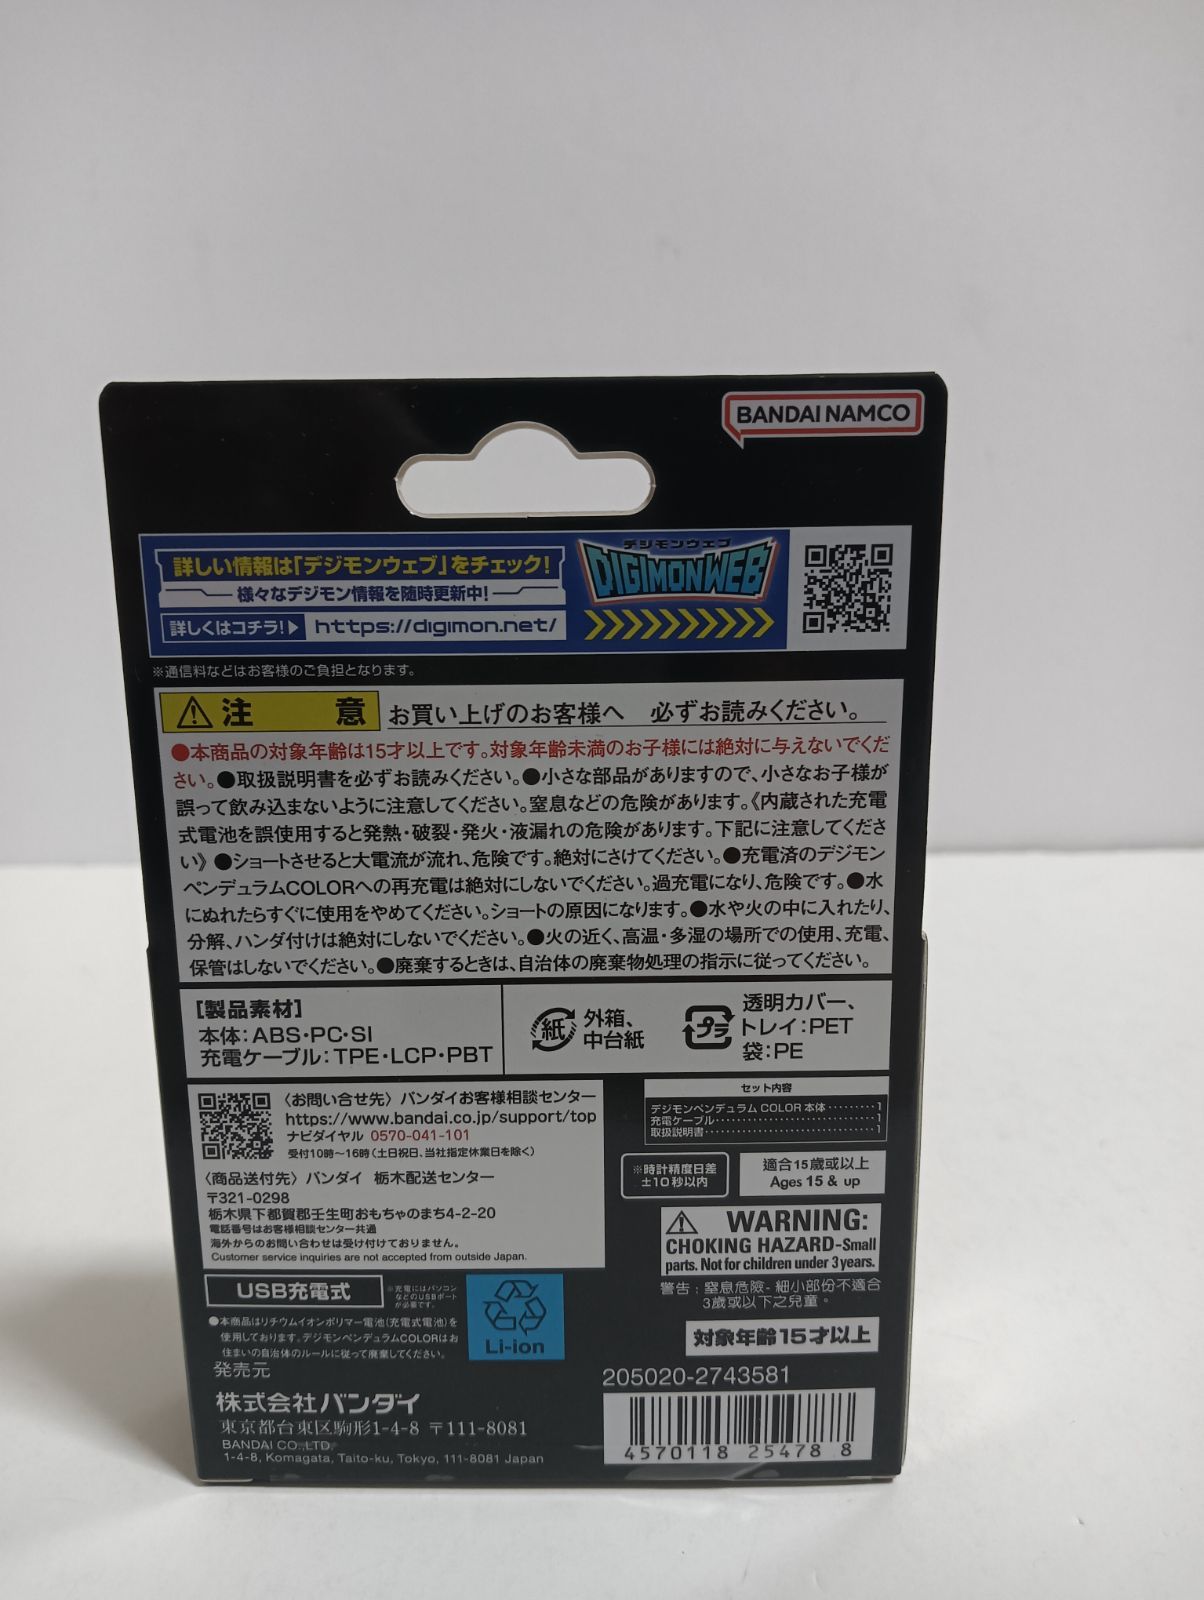 BANDAI NAMCO
詳しい情報は「デジモンウェブ」をチェック!
様々なデジモン情報を随時更新中!
詳しくはコチラ!▶ https://digimon.net/
デジモンウェブ
DIGIMONWEB
※通信料などはお客様のご負担となります。
注 意 お買い上げのお客様へ 必ずお読みください。
●本商品の対象年齢は15才以上です。対象年齢未満のお子様には絶対に与えないでくだ
さい。●取扱説明書を必ずお読みください。●小さな部品がありますので、小さなお子様が
誤って飲み込まないように注意してください。窒息などの危険があります。《内蔵された充電
式電池を誤使用すると発熱・破裂・発火・液漏れの危険があります。下記に注意してくださ
い》●ショートさせると大電流が流れ、危険です。絶対にさけてください。●充電済のデジモン
ペンデュラムCOLORへの再充電は絶対にしないでください。過充電になり、危険です。●水
にぬれたらすぐに使用をやめてください。ショートの原因になります。●水や火の中に入れたり、
分解、ハンダ付けは絶対にしないでください。●火の近く、高温・多湿の場所での使用、充電、
保管はしないでください。●廃棄するときは、自治体の廃棄物処理の指示に従ってください。
[製品素材]
本体:ABS・PC・SI
充電ケーブル:TPE・LCP・PBT
紙
外箱、
中台紙
プラ
透明カバー、
トレイ:PET
袋:PE
〈お問い合せ先〉バンダイお客様相談センター
https://www.bandai.co.jp/support/top
ナビダイヤル 0570-041-101
受付10時〜16時(土日祝日、当社指定休業日を除く)
〈商品送付先〉バンダイ 栃木配送センター
〒321-0298
栃木県下都賀郡壬生町おもちゃのまち4-2-20
電話番号はお客様相談センター共通
海外からのお問い合わせは受け付けておりません。
Customer service inquiries are not accepted from outside Japan.
セット内容
デジモンペンデュラム COLOR 本体………1
充電ケーブル………1
取扱説明書………1
※時計精度日差
±10秒以内
適合15歲或以上
Ages 15 & up
WARNING:
CHOKING HAZARD-Small
parts. Not for children under 3 years.
警告:窒息危險-細小部份不適合
3歲或以下之兒童。
USB充電式
※充電にはパソコン
などのUSBポート
が必要です。
●本商品はリチウムイオンポリマー電池(充電式電池)を
使用しております。デジモンペンデュラムCOLORはお
住まいの自治体のルールに従って廃棄してください。
Li-ion
対象年齢15才以上
発売元
株式会社バンダイ
東京都台東区駒形1-4-8 〒111-8081
BANDAI CO.,LTD.
1-4-8, Komagata, Taito-ku, Tokyo, 111-8081 Japan
205020-2743581
4570118 25478 8